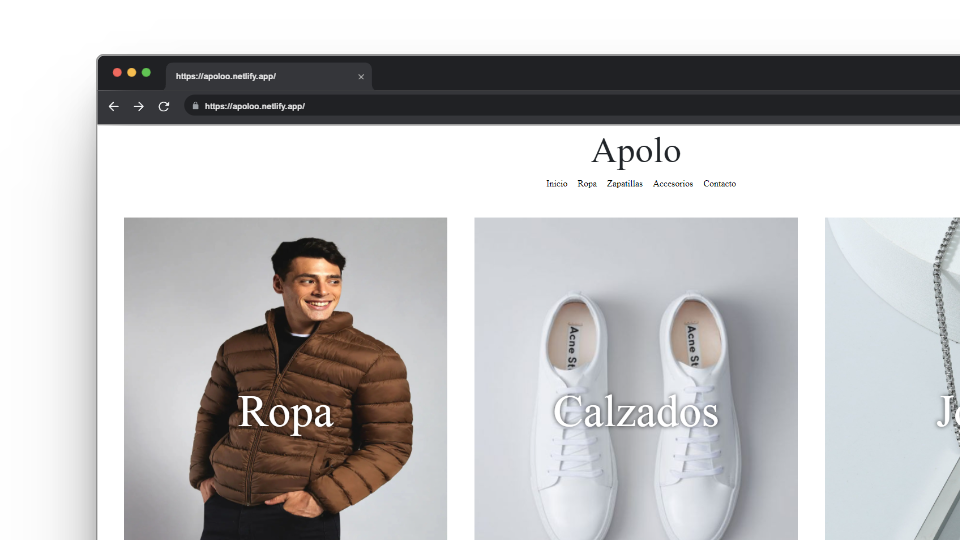 https://apoloo.netlify.app/
https://apoloo.netlify.app/
Apolo
Inicio Ropa Zapatillas Accesorios Contacto
Acne St
Acne St
Ropa
Calzados